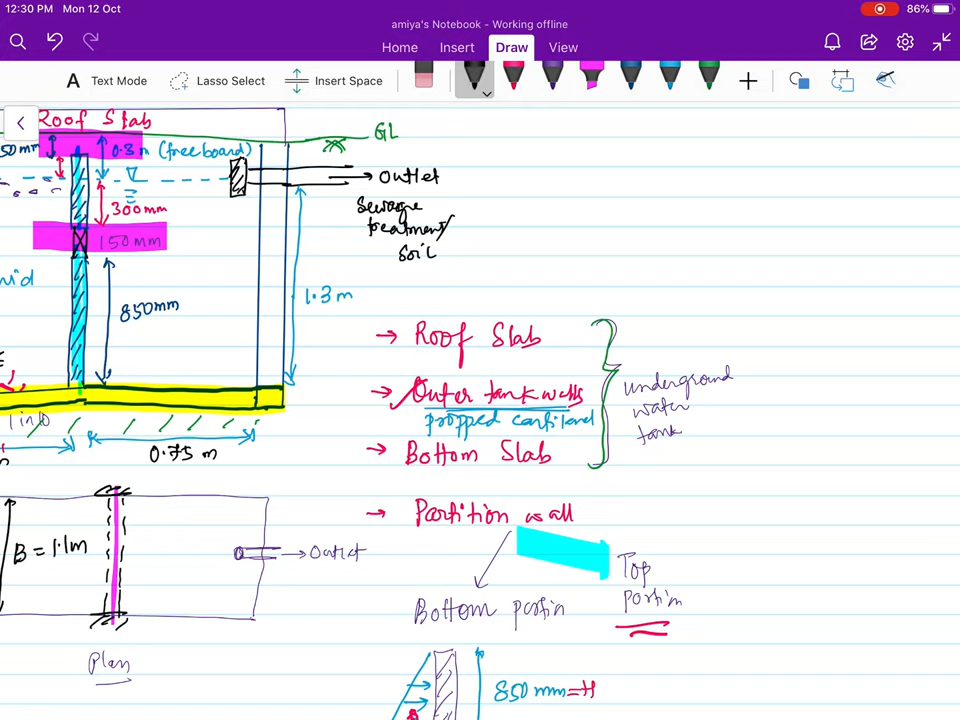 12:30 PM Mon 12 Oct
86%
amiya's Notebook - Working offline
Home Insert Draw View
Text Mode
Lasso Select
Insert Space
Roof Slab
GL
50mm
0.3m (freeboard)
Outlet
300mm
Sewage
treatment/
Soil
150mm
850mm
1.3m
→ Roof Slab
→ Outer tank walls
propped cantilever
→ Bottom Slab
underground
water
tank
0.75 m
→ Partition wall
B = 1.1m
→ Outlet
Top
portion
Bottom portion
Plan
850 mm = H